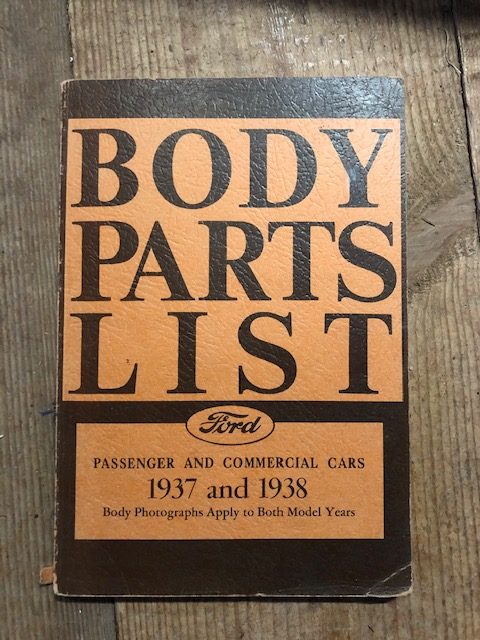 BODY
PARTS
LIST
Ford
PASSENGER AND COMMERCIAL CARS
1937 and 1938
Body Photographs Apply to Both Model Years